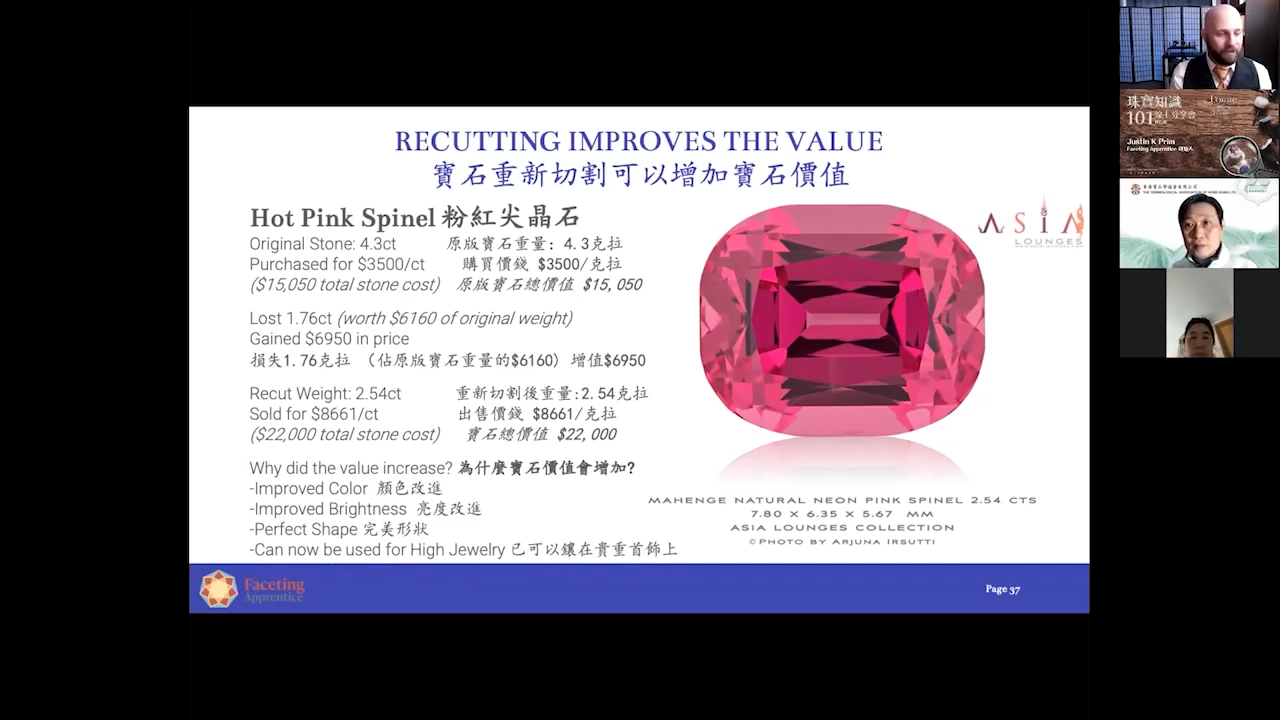 RECUTTING IMPROVES THE VALUE
寶石重新切割可以增加寶石價值
Hot Pink Spinel 粉紅尖晶石
Original Stone: 4.3ct 原版寶石重量: 4.3克拉
Purchased for $3500/ct 購買價錢 $3500/克拉
($15,050 total stone cost) 原版寶石總價值 $15,050
Lost 1.76ct (worth $6160 of original weight)
Gained $6950 in price
損失1.76克拉 （佔原版寶石重量的$6160）增值$6950
Recut Weight: 2.54ct 重新切割後重量:2.54克拉
Sold for $8661/ct 出售價錢 $8661/克拉
($22,000 total stone cost) 寶石總價值 $22,000
Why did the value increase? 為什麼寶石價值會增加?
-Improved Color 顏色改進
-Improved Brightness 亮度改進
-Perfect Shape 完美形狀
-Can now be used for High Jewelry 已可以鑲在貴重首飾上
ASIA
LOUNGES
MAHENGE NATURAL NEON PINK SPINEL 2.54 CTS
7.80 X 6.35 X 5.67 MM
ASIA LOUNGES COLLECTION
©PHOTO BY ARJUNA IRSUTTI
Faceting
Apprentice
Page 37
珠寶知識
101
Justin K Prim
Faceting Apprentice 創始人